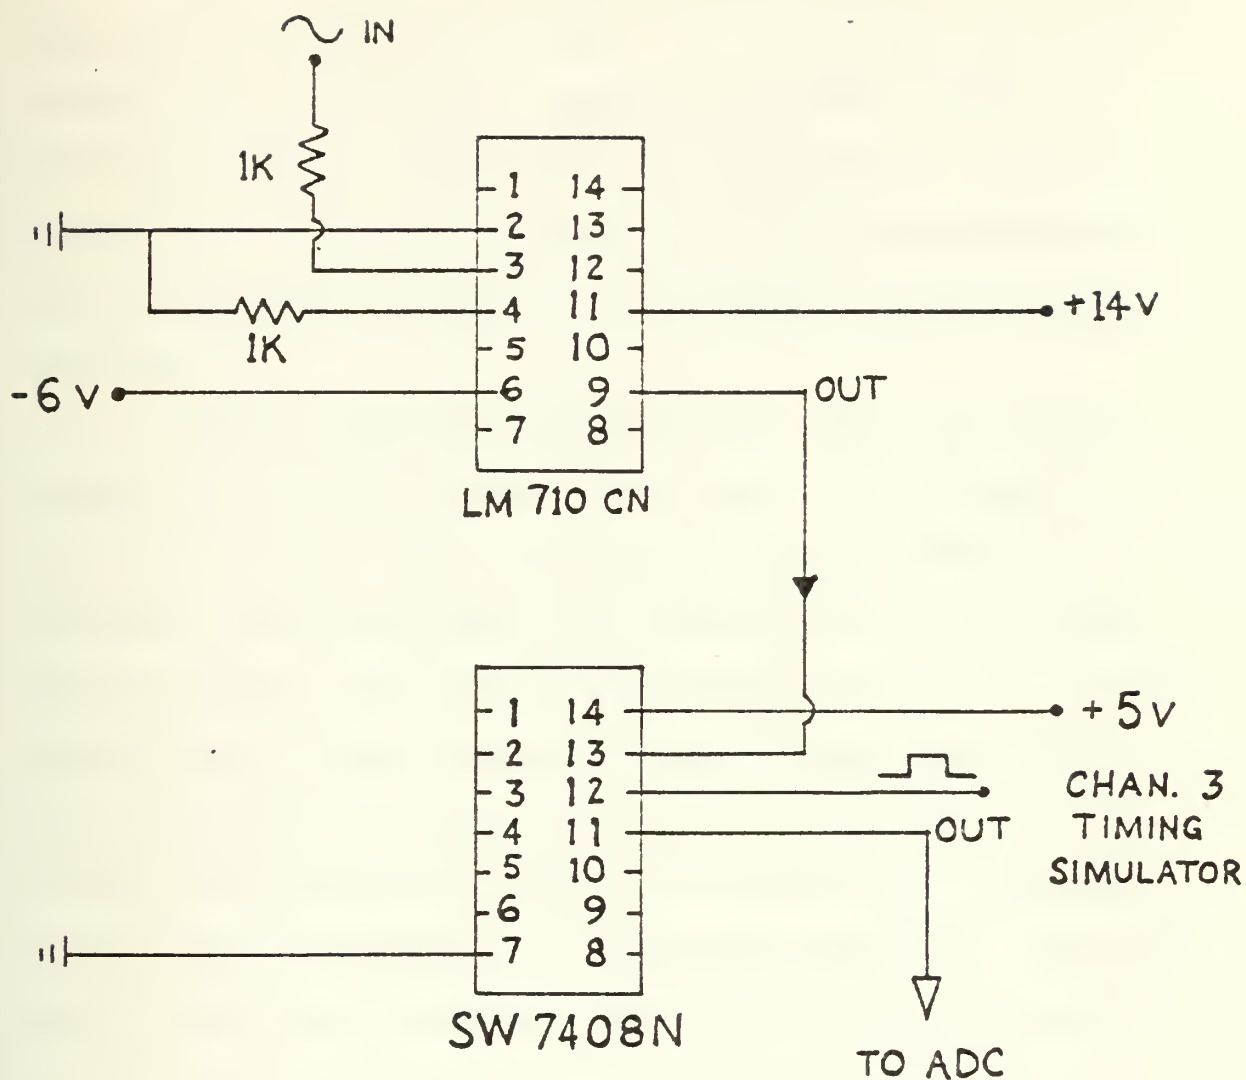 IN
1K
1 14
2 13
3 12
4 11
+14V
1K
5 10
-6 V
6 9
OUT
7 8
LM 710 CN
1 14
+ 5V
2 13
3 12
CHAN. 3
TIMING
SIMULATOR
4 11
OUT
5 10
6 9
7 8
SW 7408N
TO ADC